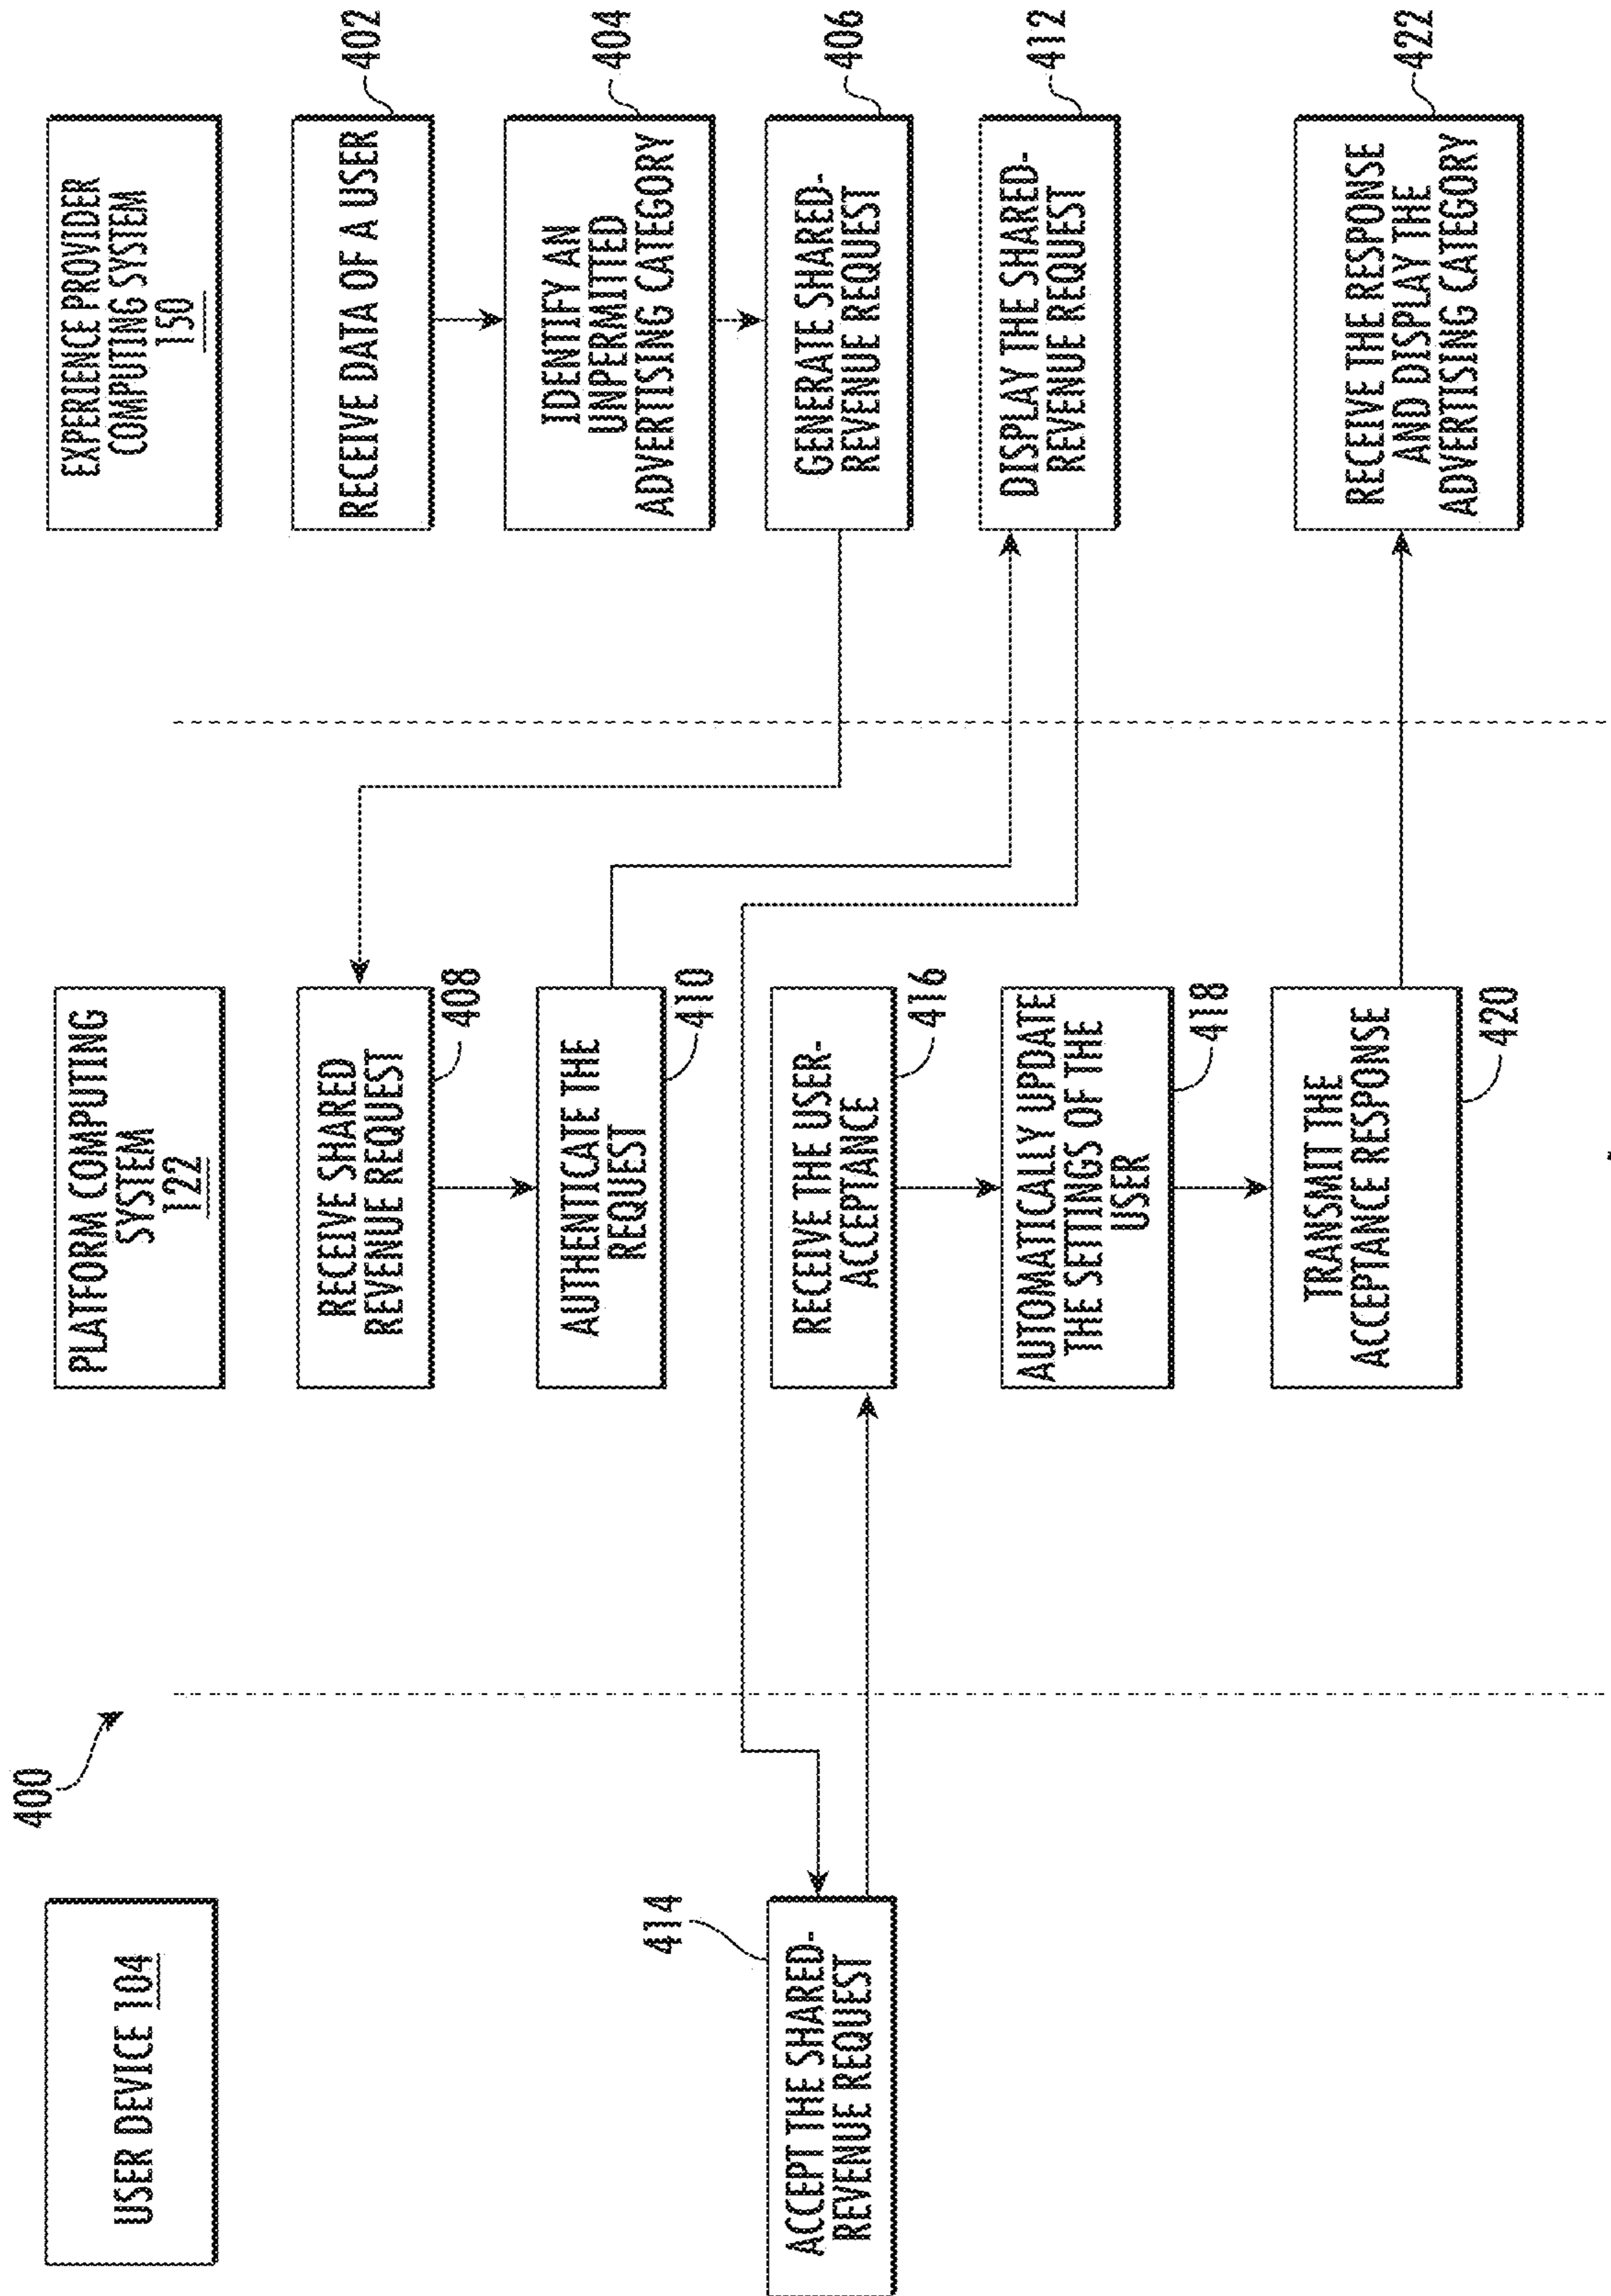 400
USER DEVICE 104
PLATFORM COMPUTING
SYSTEM
122
EXPERIENCE PROVIDER
COMPUTING SYSTEM
150
RECEIVE DATA OF A USER
402
IDENTIFY AN
UNPERMITTED
ADVERTISING CATEGORY
404
GENERATE SHARED-
REVENUE REQUEST
406
RECEIVE SHARED
REVENUE REQUEST
408
AUTHENTICATE THE
REQUEST
410
DISPLAY THE SHARED-
REVENUE REQUEST
412
414
ACCEPT THE SHARED-
REVENUE REQUEST
RECEIVE THE USER-
ACCEPTANCE
416
AUTOMATICALLY UPDATE
THE SETTINGS OF THE
USER
418
TRANSMIT THE
ACCEPTANCE RESPONSE
420
RECEIVE THE RESPONSE
AND DISPLAY THE
ADVERTISING CATEGORY
422